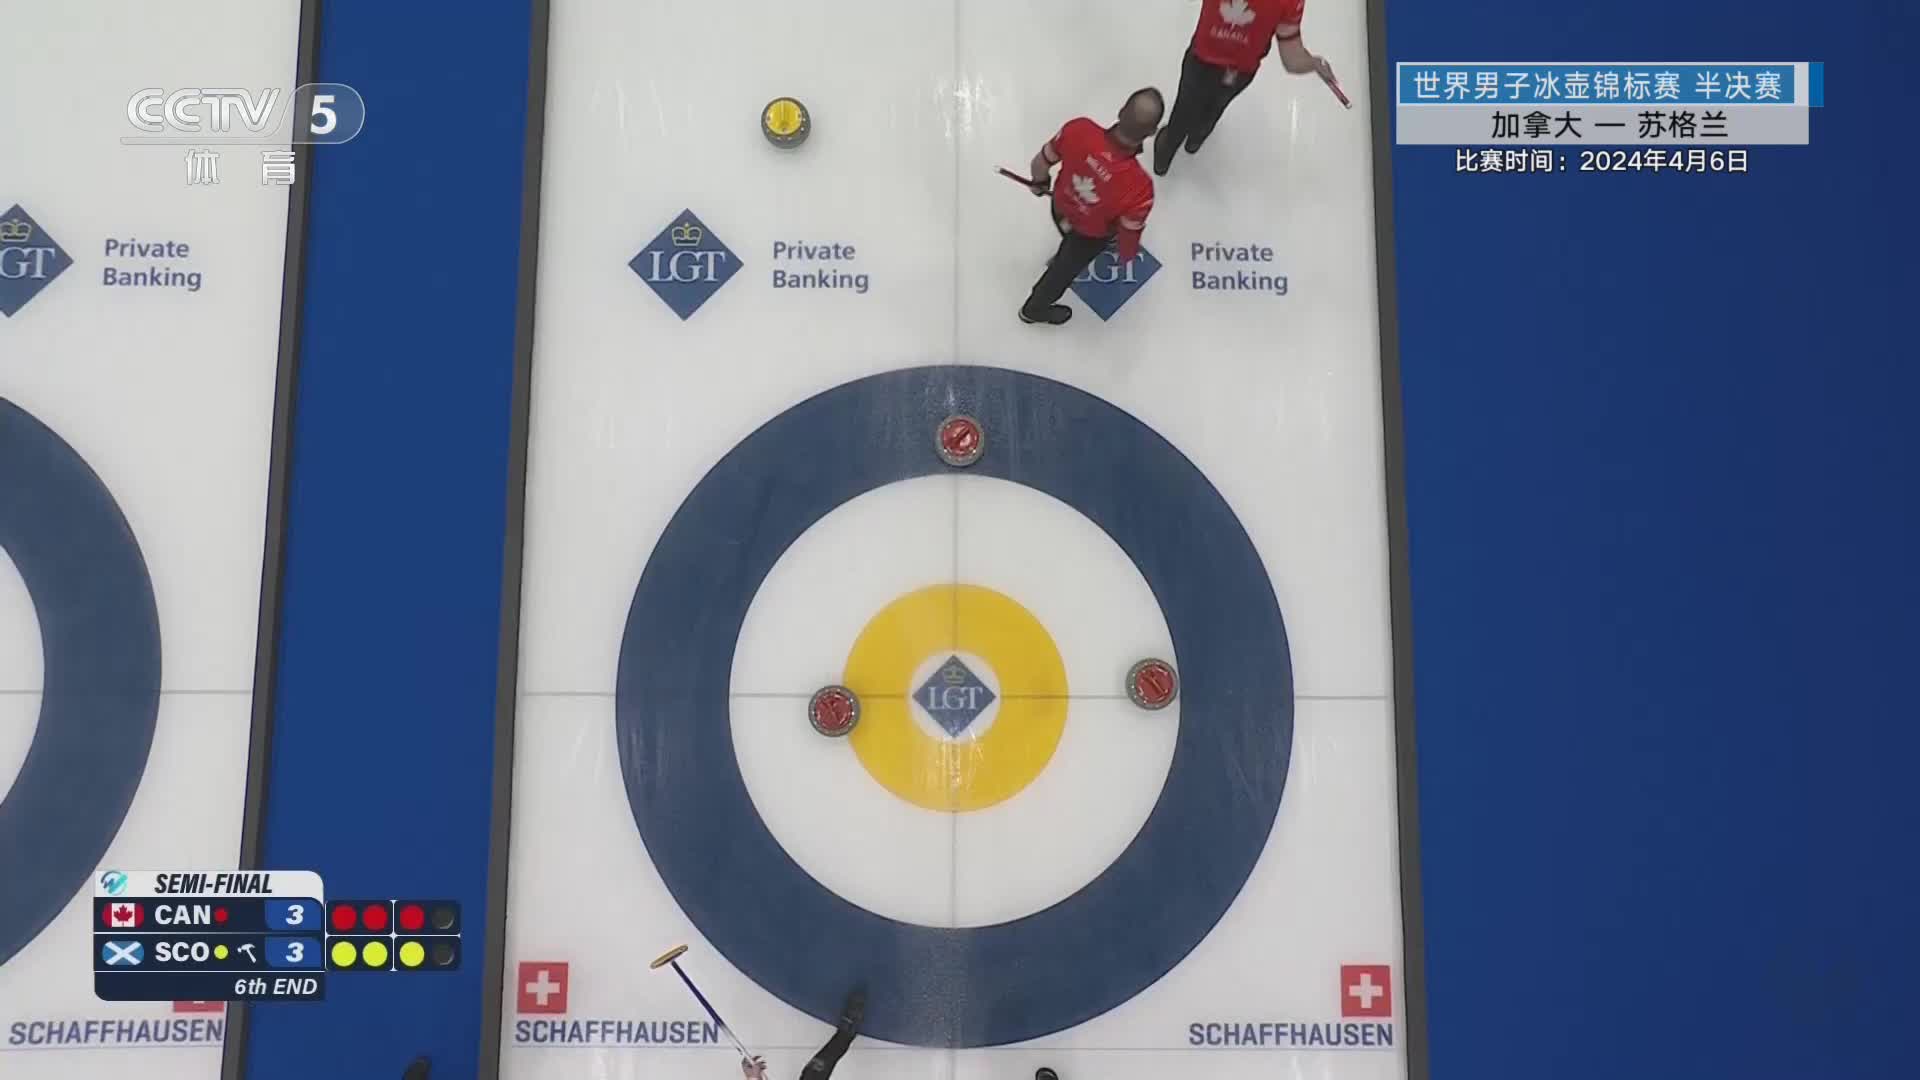 CCTV 5
体 育
世界男子冰壶锦标赛 半决赛
加拿大 — 苏格兰
比赛时间：2024年4月6日
CANADA
WALKER
LGT
Private
Banking
LGT
Private
Banking
LGT
Private
Banking
LGT
SEMI-FINAL
CAN 3
SCO 3
6th END
SCHAFFHAUSEN
SCHAFFHAUSEN
SCHAFFHAUSEN